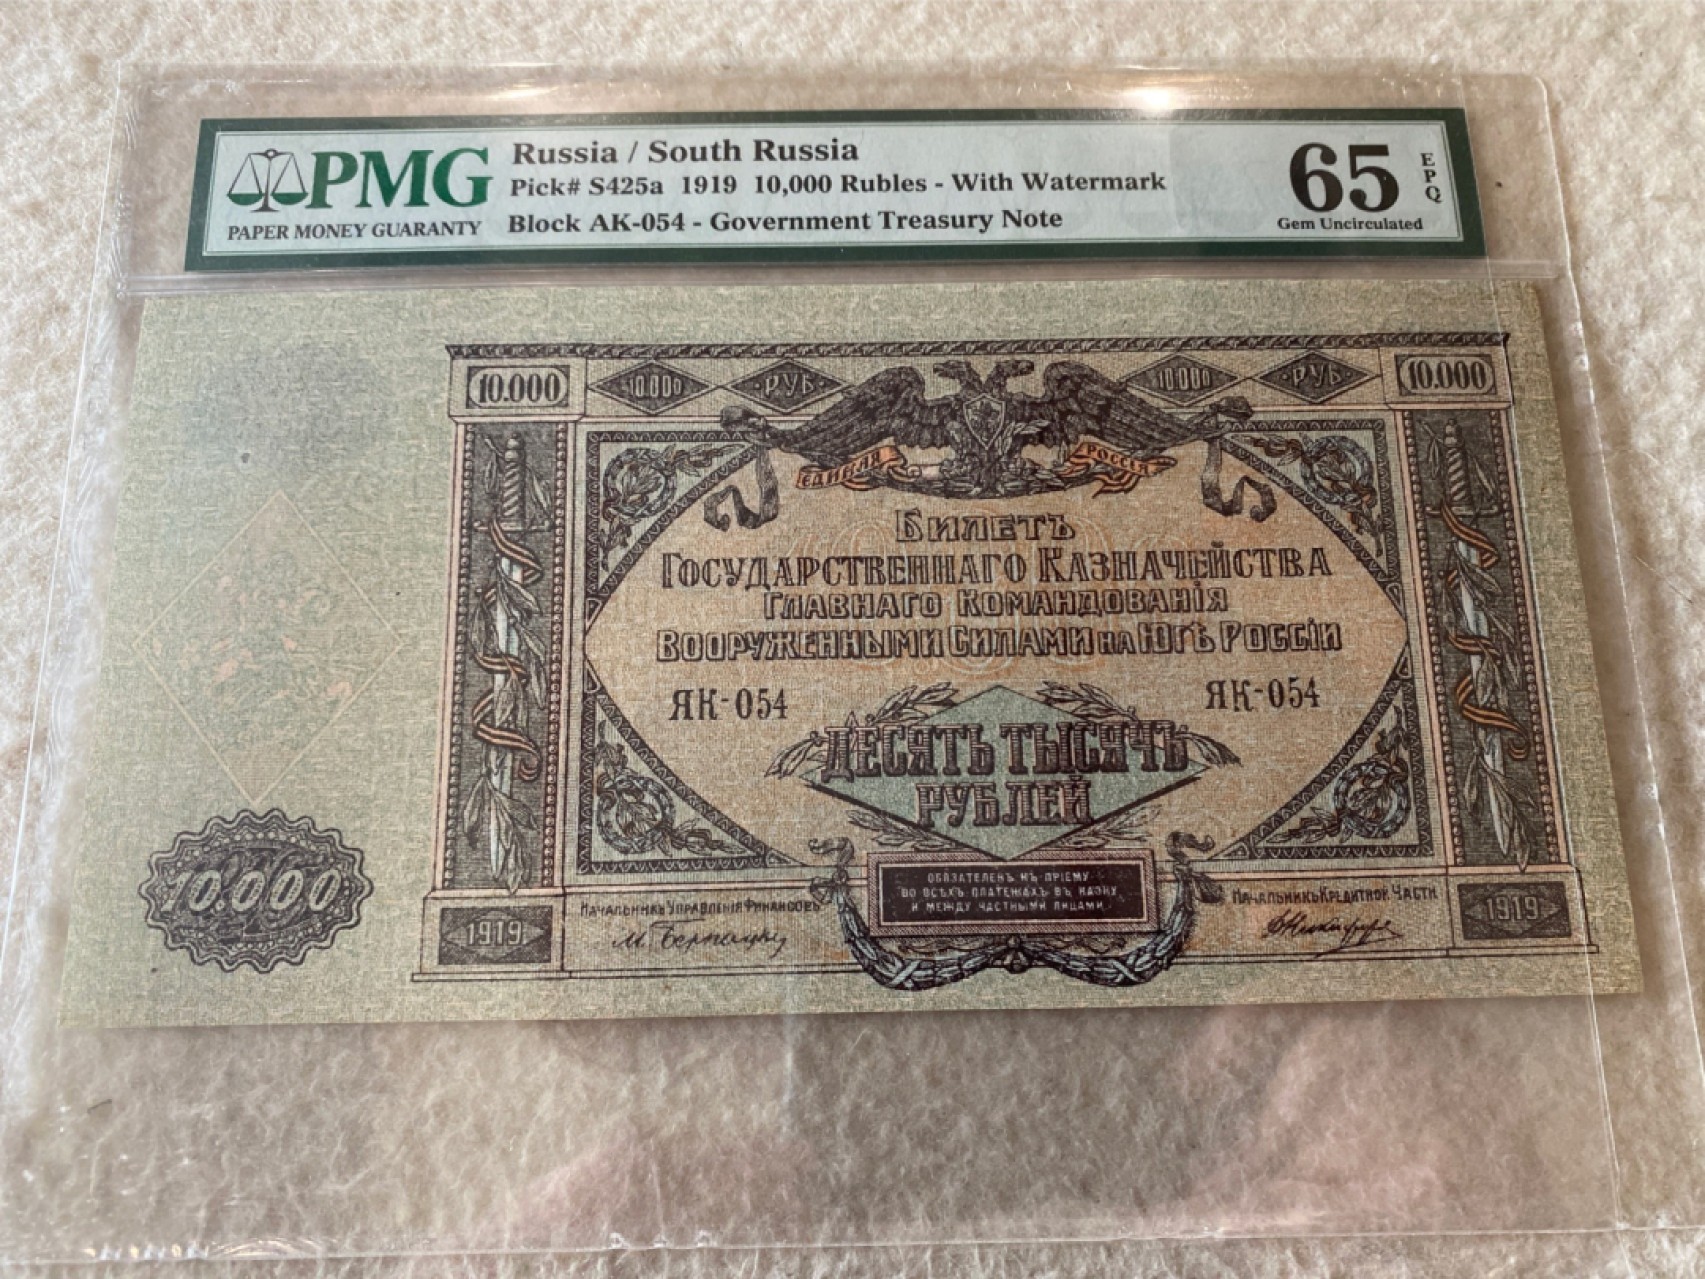 PMG
PAPER MONEY GUARANTY
Russia / South Russia
Pick# S425a 1919 10,000 Rubles - With Watermark
Block AK-054 - Government Treasury Note
65
EPQ
Gem Uncirculated
10.000
10.000
РУБ
10.000
РУБ
10.000
ЕДИНАЯ
РОССІЯ
Билетъ
Государственнаго Казначейства
Главнаго Командованія
Вооруженными Силами на Югѣ Россіи
ЯК-054
ЯК-054
ДЕСЯТЬ ТЫСЯЧЪ
РУБЛЕЙ
10.000
ОБЯЗАТЕЛЕНЪ КЪ ПРІЕМУ
ВО ВСѢХЪ ПЛАТЕЖАХЪ ВЪ КАЗНУ
И МЕЖДУ ЧАСТНЫМИ ЛИЦАМИ.
Начальникъ Управленія Финансовъ
Начальникъ Кредитной Части
М. Бернацкий
1919
1919